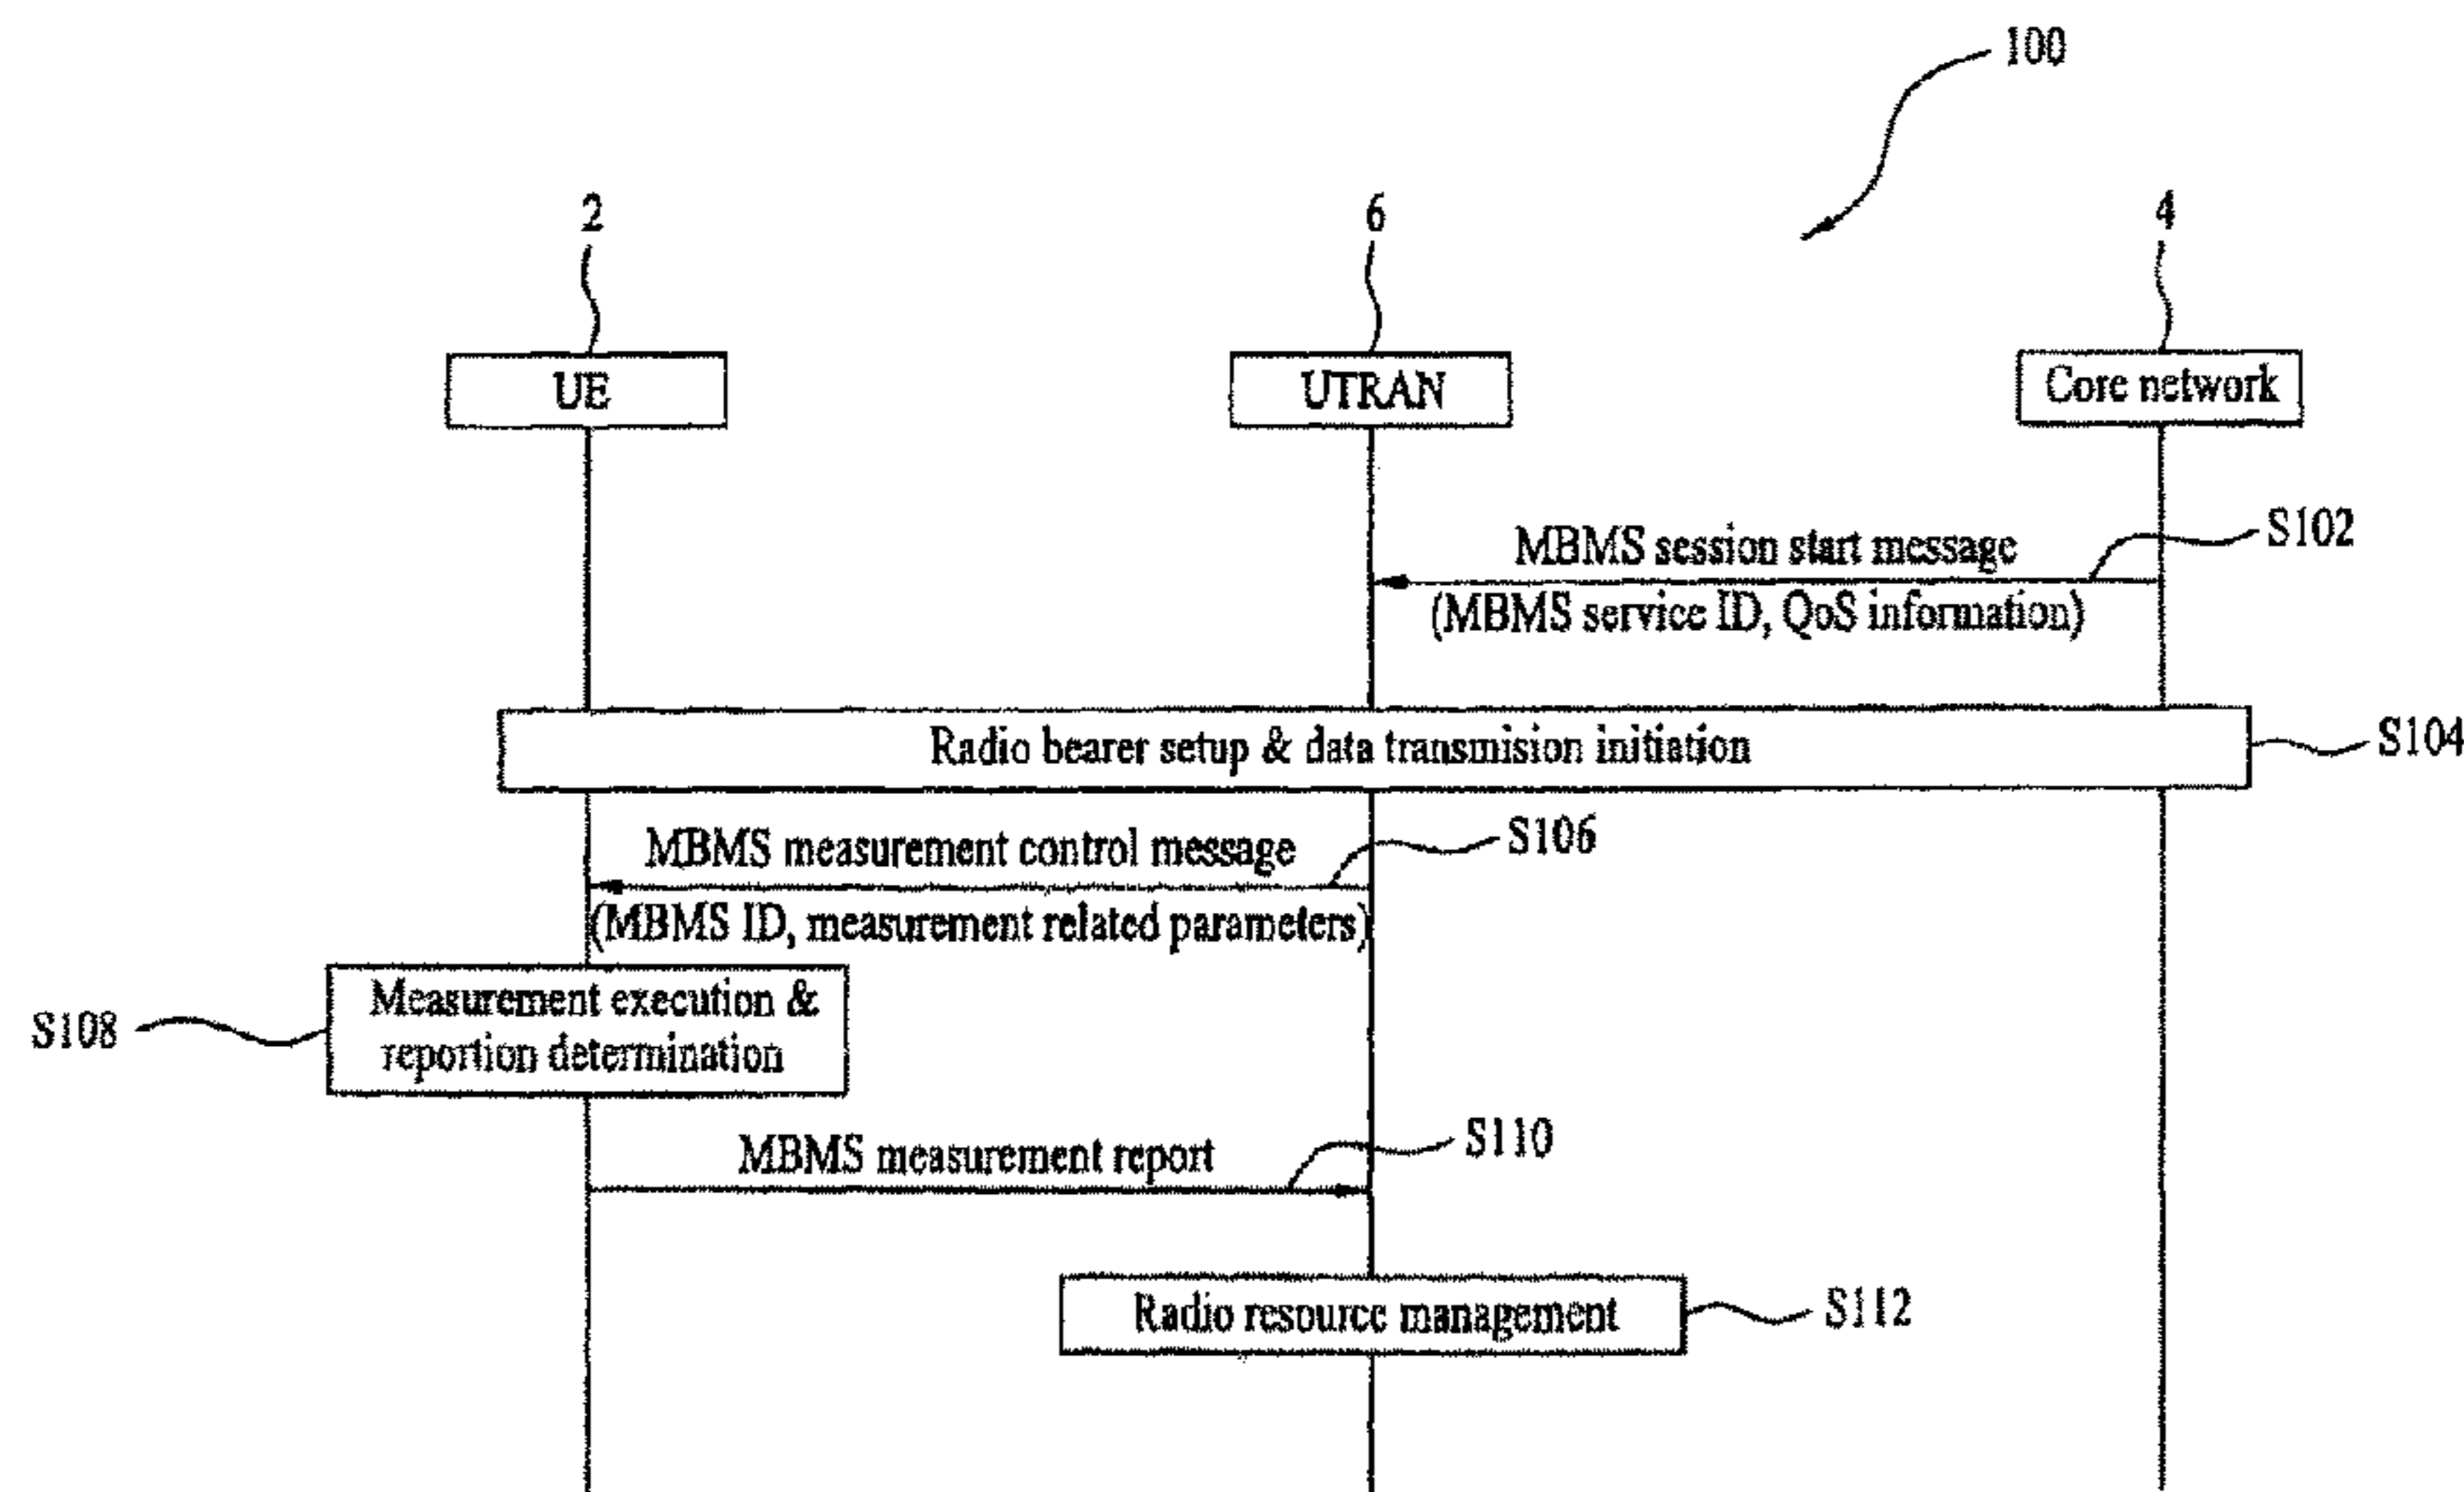 100
2
6
4
UE
UTRAN
Core network
MBMS session start message
S102
(MBMS service ID, QoS information)
Radio bearer setup & data transmision initiation
S104
MBMS measurement control message
S106
(MBMS ID, measurement related parameters)
Measurement execution &
reportion determination
S108
MBMS measurement report
S110
Radio resource management
S112